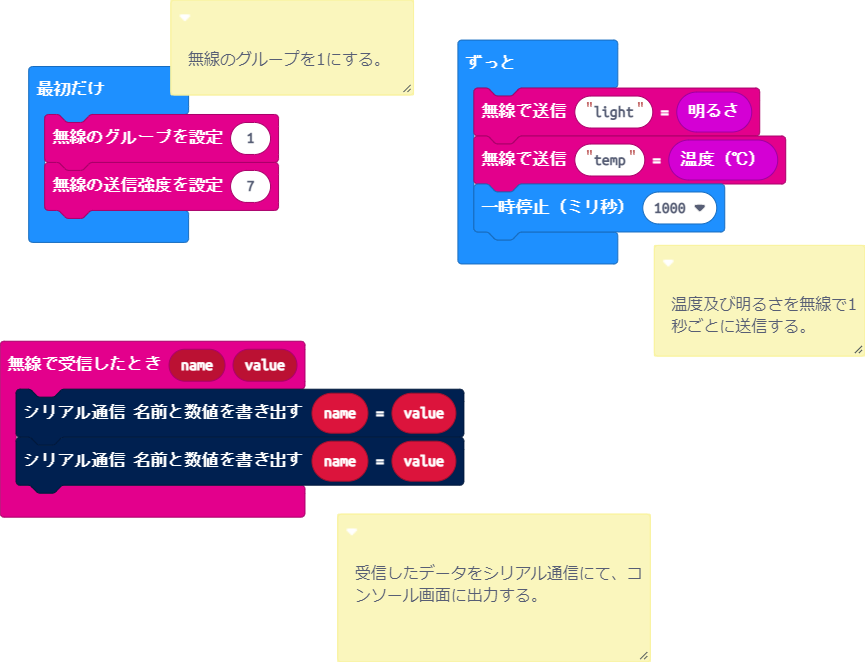 無線のグループを1にする。
最初だけ
無線のグループを設定 1
無線の送信強度を設定 7
ずっと
無線で送信 "light" = 明るさ
無線で送信 "temp" = 温度（℃）
一時停止（ミリ秒） 1000
温度及び明るさを無線で1
秒ごとに送信する。
無線で受信したとき name value
シリアル通信 名前と数値を書き出す name = value
シリアル通信 名前と数値を書き出す name = value
受信したデータをシリアル通信にて、コ
ンソール画面に出力する。